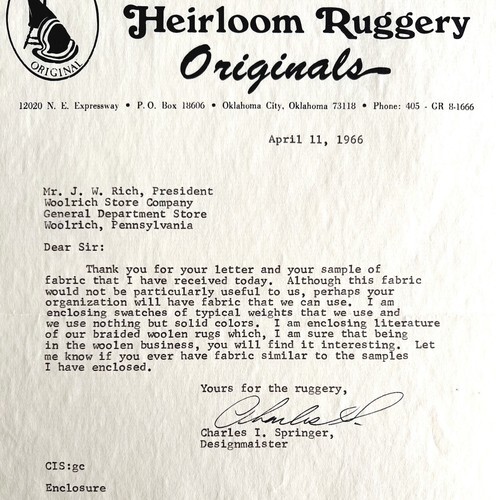 ORIGINAL
Heirloom Ruggery
Originals
12020 N. E. Expressway • P. O. Box 18606 • Oklahoma City, Oklahoma 73118 • Phone: 405 - GR 8-1666
April 11, 1966
Mr. J. W. Rich, President
Woolrich Store Company
General Department Store
Woolrich, Pennsylvania
Dear Sir:
Thank you for your letter and your sample of
fabric that I have received today. Although this fabric
would not be particularly useful to us, perhaps your
organization will have fabric that we can use. I am
enclosing swatches of typical weights that we use and
we use nothing but solid colors. I am enclosing literature
of our braided woolen rugs which, I am sure that being
in the woolen business, you will find it interesting. Let
me know if you ever have fabric similar to the samples
I have enclosed.
Yours for the ruggery,
Charles I. Springer,
Designmaister
CIS:gc
Enclosure